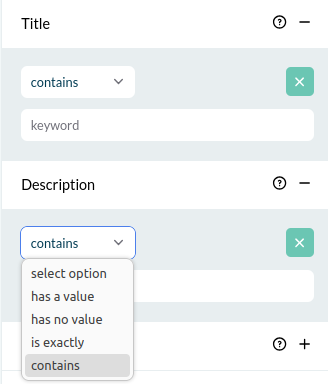 Title
contains
keyword
Description
contains
select option
has a value
has no value
is exactly
contains